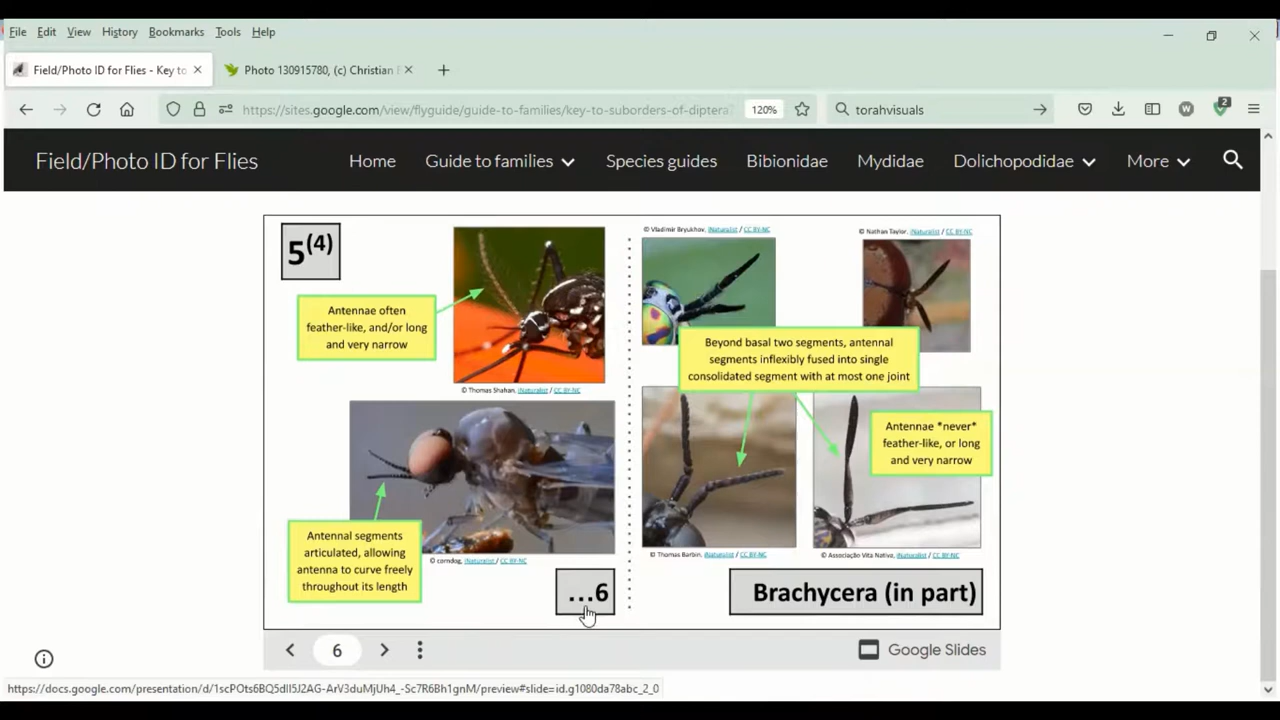 File Edit View History Bookmarks Tools Help
Field/Photo ID for Flies - Key to
Photo 130915780, (c) Christian F
https://sites.google.com/view/flyguide/guide-to-families/key-to-suborders-of-diptera?
120%
torahvisuals
2
Field/Photo ID for Flies
Home
Guide to families
Species guides
Bibionidae
Mydidae
Dolichopodidae
More
5(4)
Antennae often
feather-like, and/or long
and very narrow
© Thomas Shahan, iNaturalist / CC BY-NC
Antennal segments
articulated, allowing
antenna to curve freely
throughout its length
© corndog, iNaturalist / CC BY-NC
...6
© Vladimir Bryukhov, iNaturalist / CC BY-NC
© Nathan Taylor, iNaturalist / CC BY-NC
Beyond basal two segments, antennal
segments inflexibly fused into single
consolidated segment with at most one joint
Antennae *never*
feather-like, or long
and very narrow
© Thomas Barbin, iNaturalist / CC BY-NC
© Associação Vita Nativa, iNaturalist / CC BY-NC
Brachycera (in part)
6
Google Slides
https://docs.google.com/presentation/d/1scPOts6BQ5dlI5J2AG-ArV3duMjUh4_-Sc7R6Bh1gnM/preview#slide=id.g1080da78abc_2_0